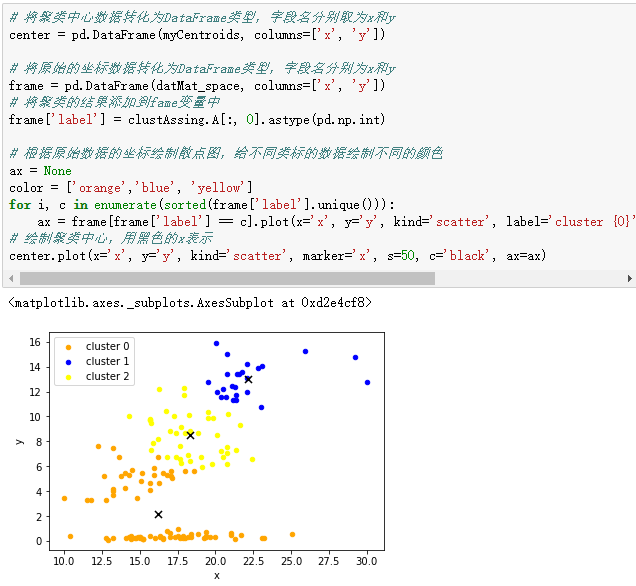 # 将聚类中心数据转化为DataFrame类型，字段名分别取为x和y
center = pd.DataFrame(myCentroids, columns=['x', 'y'])
# 将原始的坐标数据转化为DataFrame类型，字段名分别为x和y
frame = pd.DataFrame(datMat_space, columns=['x', 'y'])
# 将聚类的结果添加到fame变量中
frame['label'] = clustAssing.A[:, 0].astype(pd.np.int)
# 根据原始数据的坐标绘制散点图，给不同类标的数据绘制不同的颜色
ax = None
color = ['orange','blue', 'yellow']
for i, c in enumerate(sorted(frame['label'].unique())):
    ax = frame[frame['label'] == c].plot(x='x', y='y', kind='scatter', label='cluster {0}'
# 绘制聚类中心，用黑色的x表示
center.plot(x='x', y='y', kind='scatter', marker='x', s=50, c='black', ax=ax)
<matplotlib.axes._subplots.AxesSubplot at 0xd2e4cf8>
cluster 0
cluster 1
cluster 2
16
14
12
10
8
6
4
2
0
y
10.0 12.5 15.0 17.5 20.0 22.5 25.0 27.5 30.0
x